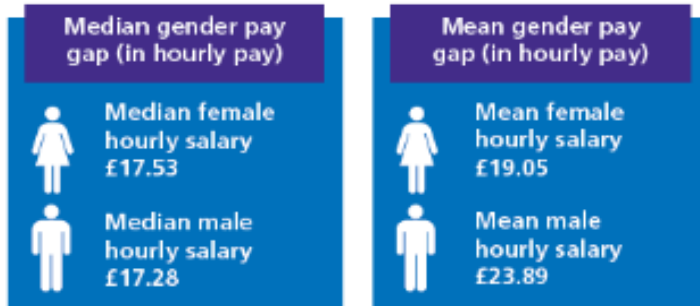 Median gender pay
gap (in hourly pay)
Median female
hourly salary
£17.53
Median male
hourly salary
£17.28
Mean gender pay
gap (in hourly pay)
Mean female
hourly salary
£19.05
Mean male
hourly salary
£23.89